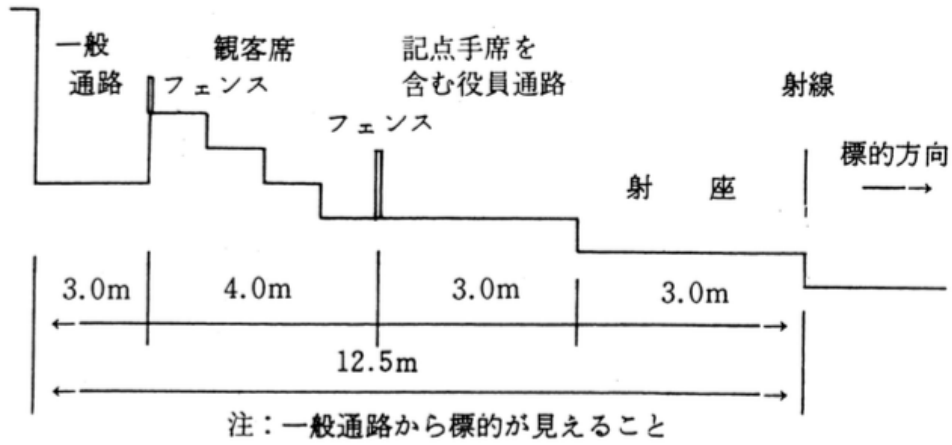 一般
通路
観客席
フェンス
記点手席を
含む役員通路
フェンス
射線
標的方向
射 座
3.0m
4.0m
3.0m
3.0m
12.5m
注：一般通路から標的が見えること